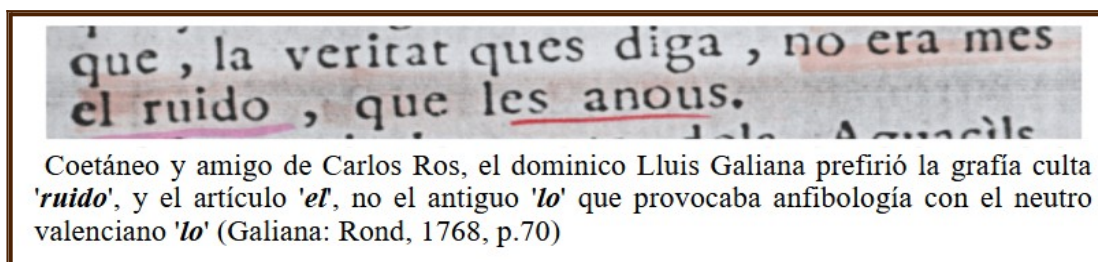 que, la veritat ques diga, no era mes
el ruido, que les anous.
Coetáneo y amigo de Carlos Ros, el dominico Lluis Galiana prefirió la grafía culta
'ruido', y el artículo 'el', no el antiguo 'lo' que provocaba anfibología con el neutro
valenciano 'lo' (Galiana: Rond, 1768, p.70)